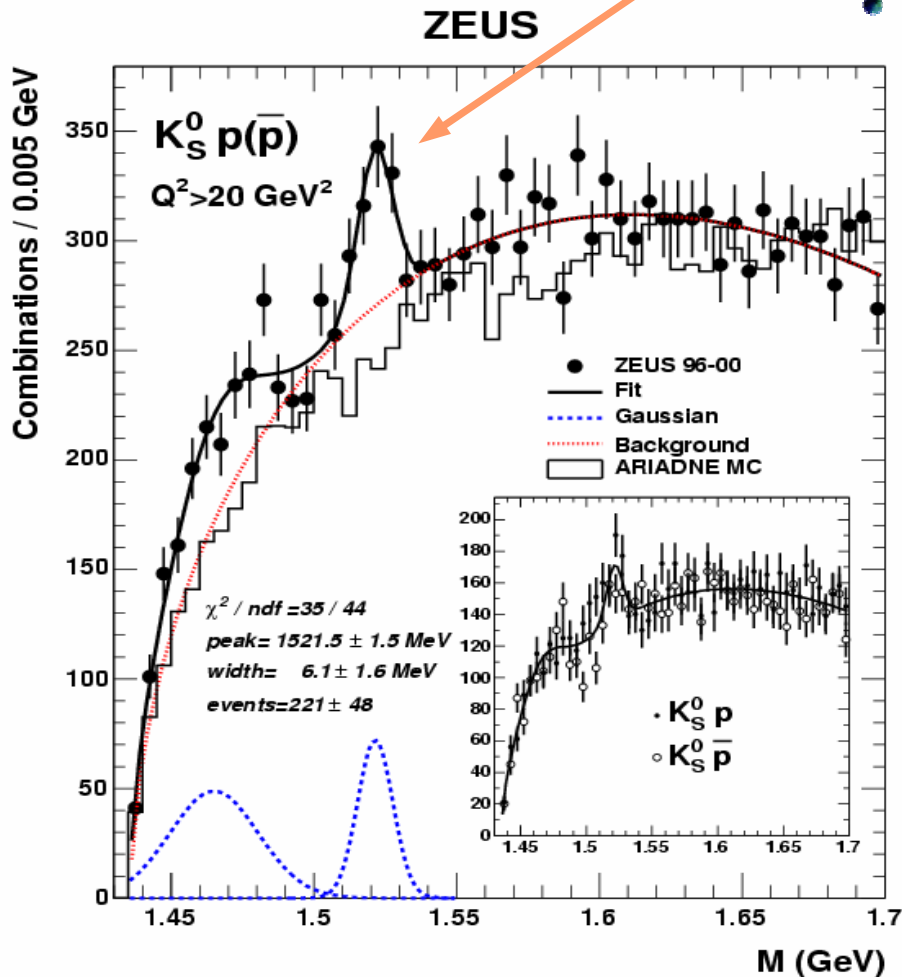 ZEUS
Combinations / 0.005 GeV
350
300
250
200
150
100
50
0
K⁰_S p(p̄)
Q²>20 GeV²
ZEUS 96-00
Fit
Gaussian
Background
ARIADNE MC
χ² / ndf =35 / 44
peak= 1521.5 ± 1.5 MeV
width= 6.1 ± 1.6 MeV
events=221 ± 48
200
180
160
140
120
100
80
60
40
20
0
K⁰_S p
K⁰_S p̄
1.45 1.5 1.55 1.6 1.65 1.7
1.45 1.5 1.55 1.6 1.65 1.7
M (GeV)